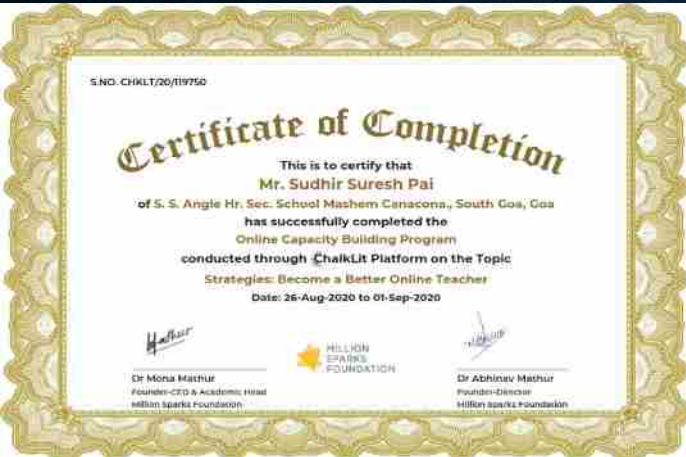 S.NO. CHKLT/20/119750
Certificate of Completion
This is to certify that
Mr. Sudhir Suresh Pai
of S. S. Angle Hr. Sec. School Mashem Canacona., South Goa, Goa
has successfully completed the
Online Capacity Building Program
conducted through ChalkLit Platform on the Topic
Strategies: Become a Better Online Teacher
Date: 26-Aug-2020 to 01-Sep-2020
MILLION
SPARKS
FOUNDATION
Dr Mona Mathur
Founder-CEO & Academic Head
Million Sparks Foundation
Dr Abhinav Mathur
Founder-Director
Million Sparks Foundation